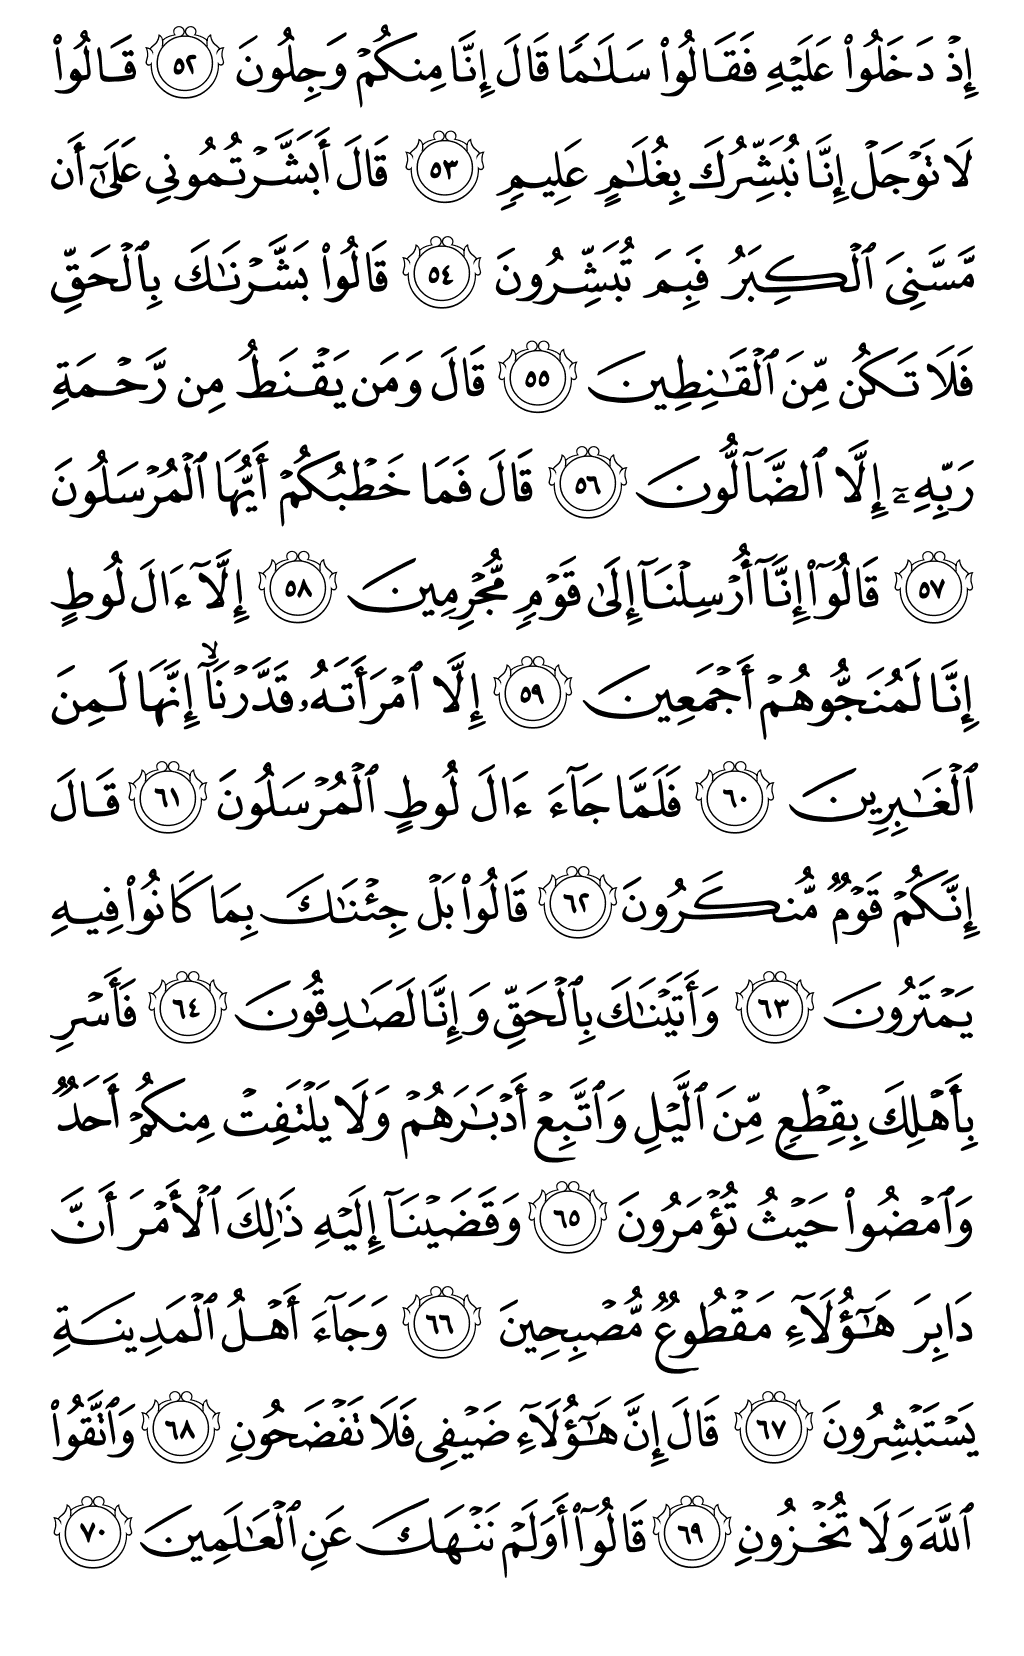 إِذْ دَخَلُوا۟ عَلَيْهِ فَقَالُوا۟ سَلَـٰمًا قَالَ إِنَّا مِنكُمْ وَجِلُونَ ٥٢ قَالُوا۟
لَا تَوْجَلْ إِنَّا نُبَشِّرُكَ بِغُلَـٰمٍ عَلِيمٍ ٥٣ قَالَ أَبَشَّرْتُمُونِى عَلَىٰٓ أَن
مَّسَّنِىَ ٱلْكِبَرُ فَبِمَ تُبَشِّرُونَ ٥٤ قَالُوا۟ بَشَّرْنَـٰكَ بِٱلْحَقِّ
فَلَا تَكُن مِّنَ ٱلْقَـٰنِطِينَ ٥٥ قَالَ وَمَن يَقْنَطُ مِن رَّحْمَةِ
رَبِّهِۦٓ إِلَّا ٱلضَّآلُّونَ ٥٦ قَالَ فَمَا خَطْبُكُمْ أَيُّهَا ٱلْمُرْسَلُونَ
٥٧ قَالُوٓا۟ إِنَّآ أُرْسِلْنَآ إِلَىٰ قَوْمٍ مُّجْرِمِينَ ٥٨ إِلَّآ ءَالَ لُوطٍ
إِنَّا لَمُنَجُّوهُمْ أَجْمَعِينَ ٥٩ إِلَّا ٱمْرَأَتَهُۥ قَدَّرْنَآ ۙ إِنَّهَا لَمِنَ
ٱلْغَـٰبِرِينَ ٦٠ فَلَمَّا جَآءَ ءَالَ لُوطٍ ٱلْمُرْسَلُونَ ٦١ قَالَ
إِنَّكُمْ قَوْمٌ مُّنكَرُونَ ٦٢ قَالُوا۟ بَلْ جِئْنَـٰكَ بِمَا كَانُوا۟ فِيهِ
يَمْتَرُونَ ٦٣ وَأَتَيْنَـٰكَ بِٱلْحَقِّ وَإِنَّا لَصَـٰدِقُونَ ٦٤ فَأَسْرِ
بِأَهْلِكَ بِقِطْعٍ مِّنَ ٱلَّيْلِ وَٱتَّبِعْ أَدْبَـٰرَهُمْ وَلَا يَلْتَفِتْ مِنكُمْ أَحَدٌ
وَٱمْضُوا۟ حَيْثُ تُؤْمَرُونَ ٦٥ وَقَضَيْنَآ إِلَيْهِ ذَٰلِكَ ٱلْأَمْرَ أَنَّ
دَابِرَ هَـٰٓؤُلَآءِ مَقْطُوعٌ مُّصْبِحِينَ ٦٦ وَجَآءَ أَهْلُ ٱلْمَدِينَةِ
يَسْتَبْشِرُونَ ٦٧ قَالَ إِنَّ هَـٰٓؤُلَآءِ ضَيْفِى فَلَا تَفْضَحُونِ ٦٨ وَٱتَّقُوا۟
ٱللَّهَ وَلَا تُخْزُونِ ٦٩ قَالُوٓا۟ أَوَلَمْ نَنْهَكَ عَنِ ٱلْعَـٰلَمِينَ ٧٠